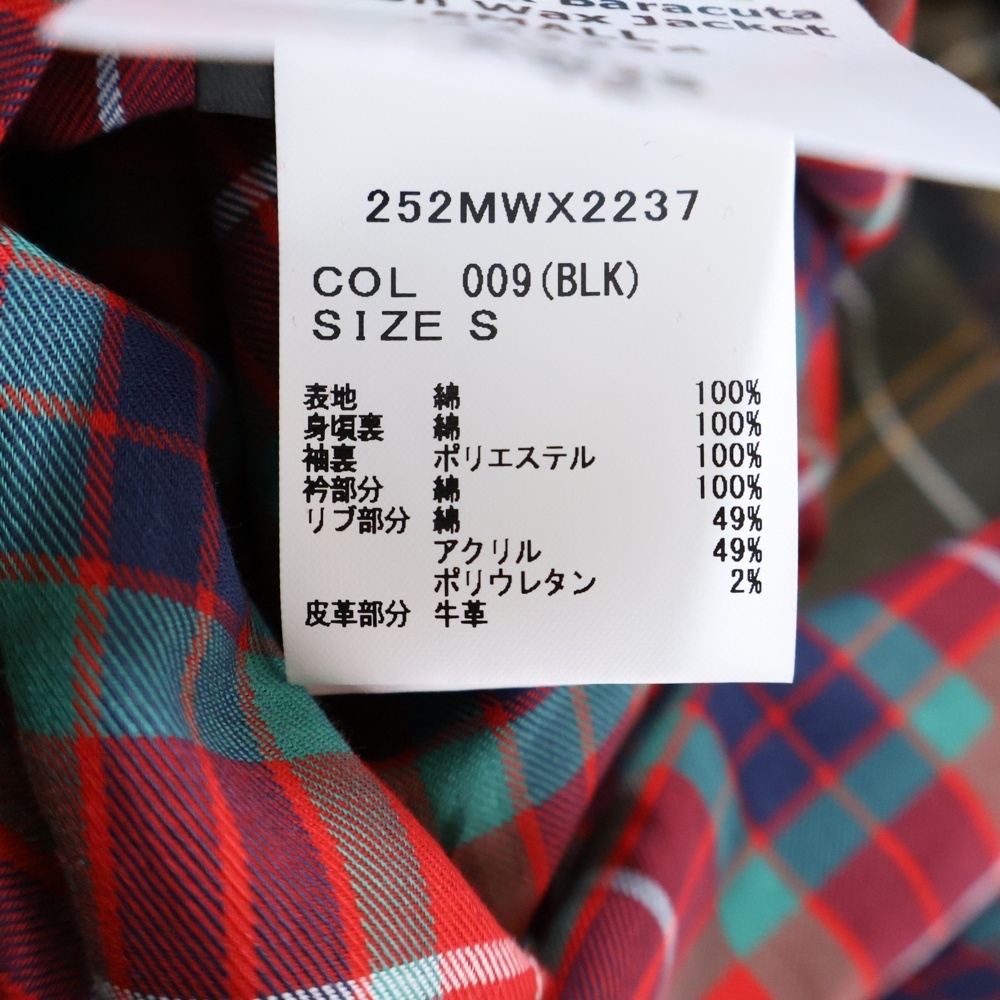 Baracuta
Wax Jacket
252MWX2237
COL 009(BLK)
SIZE S
表地 綿 100%
身頃裏 綿 100%
袖裏 ポリエステル 100%
衿部分 綿 100%
リブ部分 綿 49%
アクリル 49%
ポリウレタン 2%
皮革部分 牛革